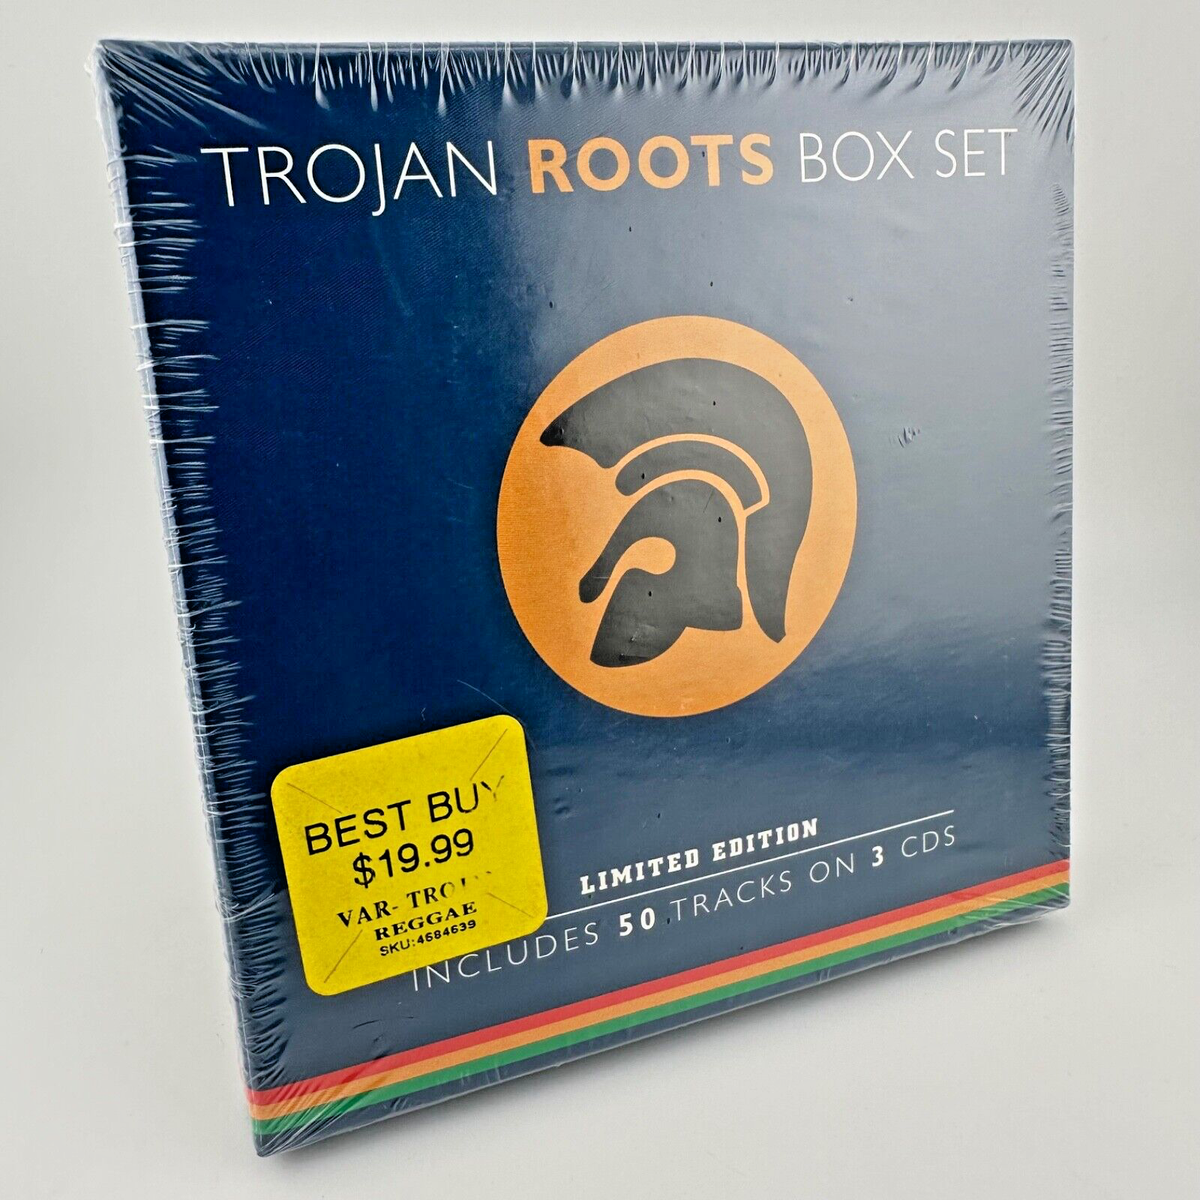 TROJAN ROOTS BOX SET
LIMITED EDITION
INCLUDES 50 TRACKS ON 3 CDS
BEST BUY
$19.99
VAR-
REGGAE
SKU:4684639